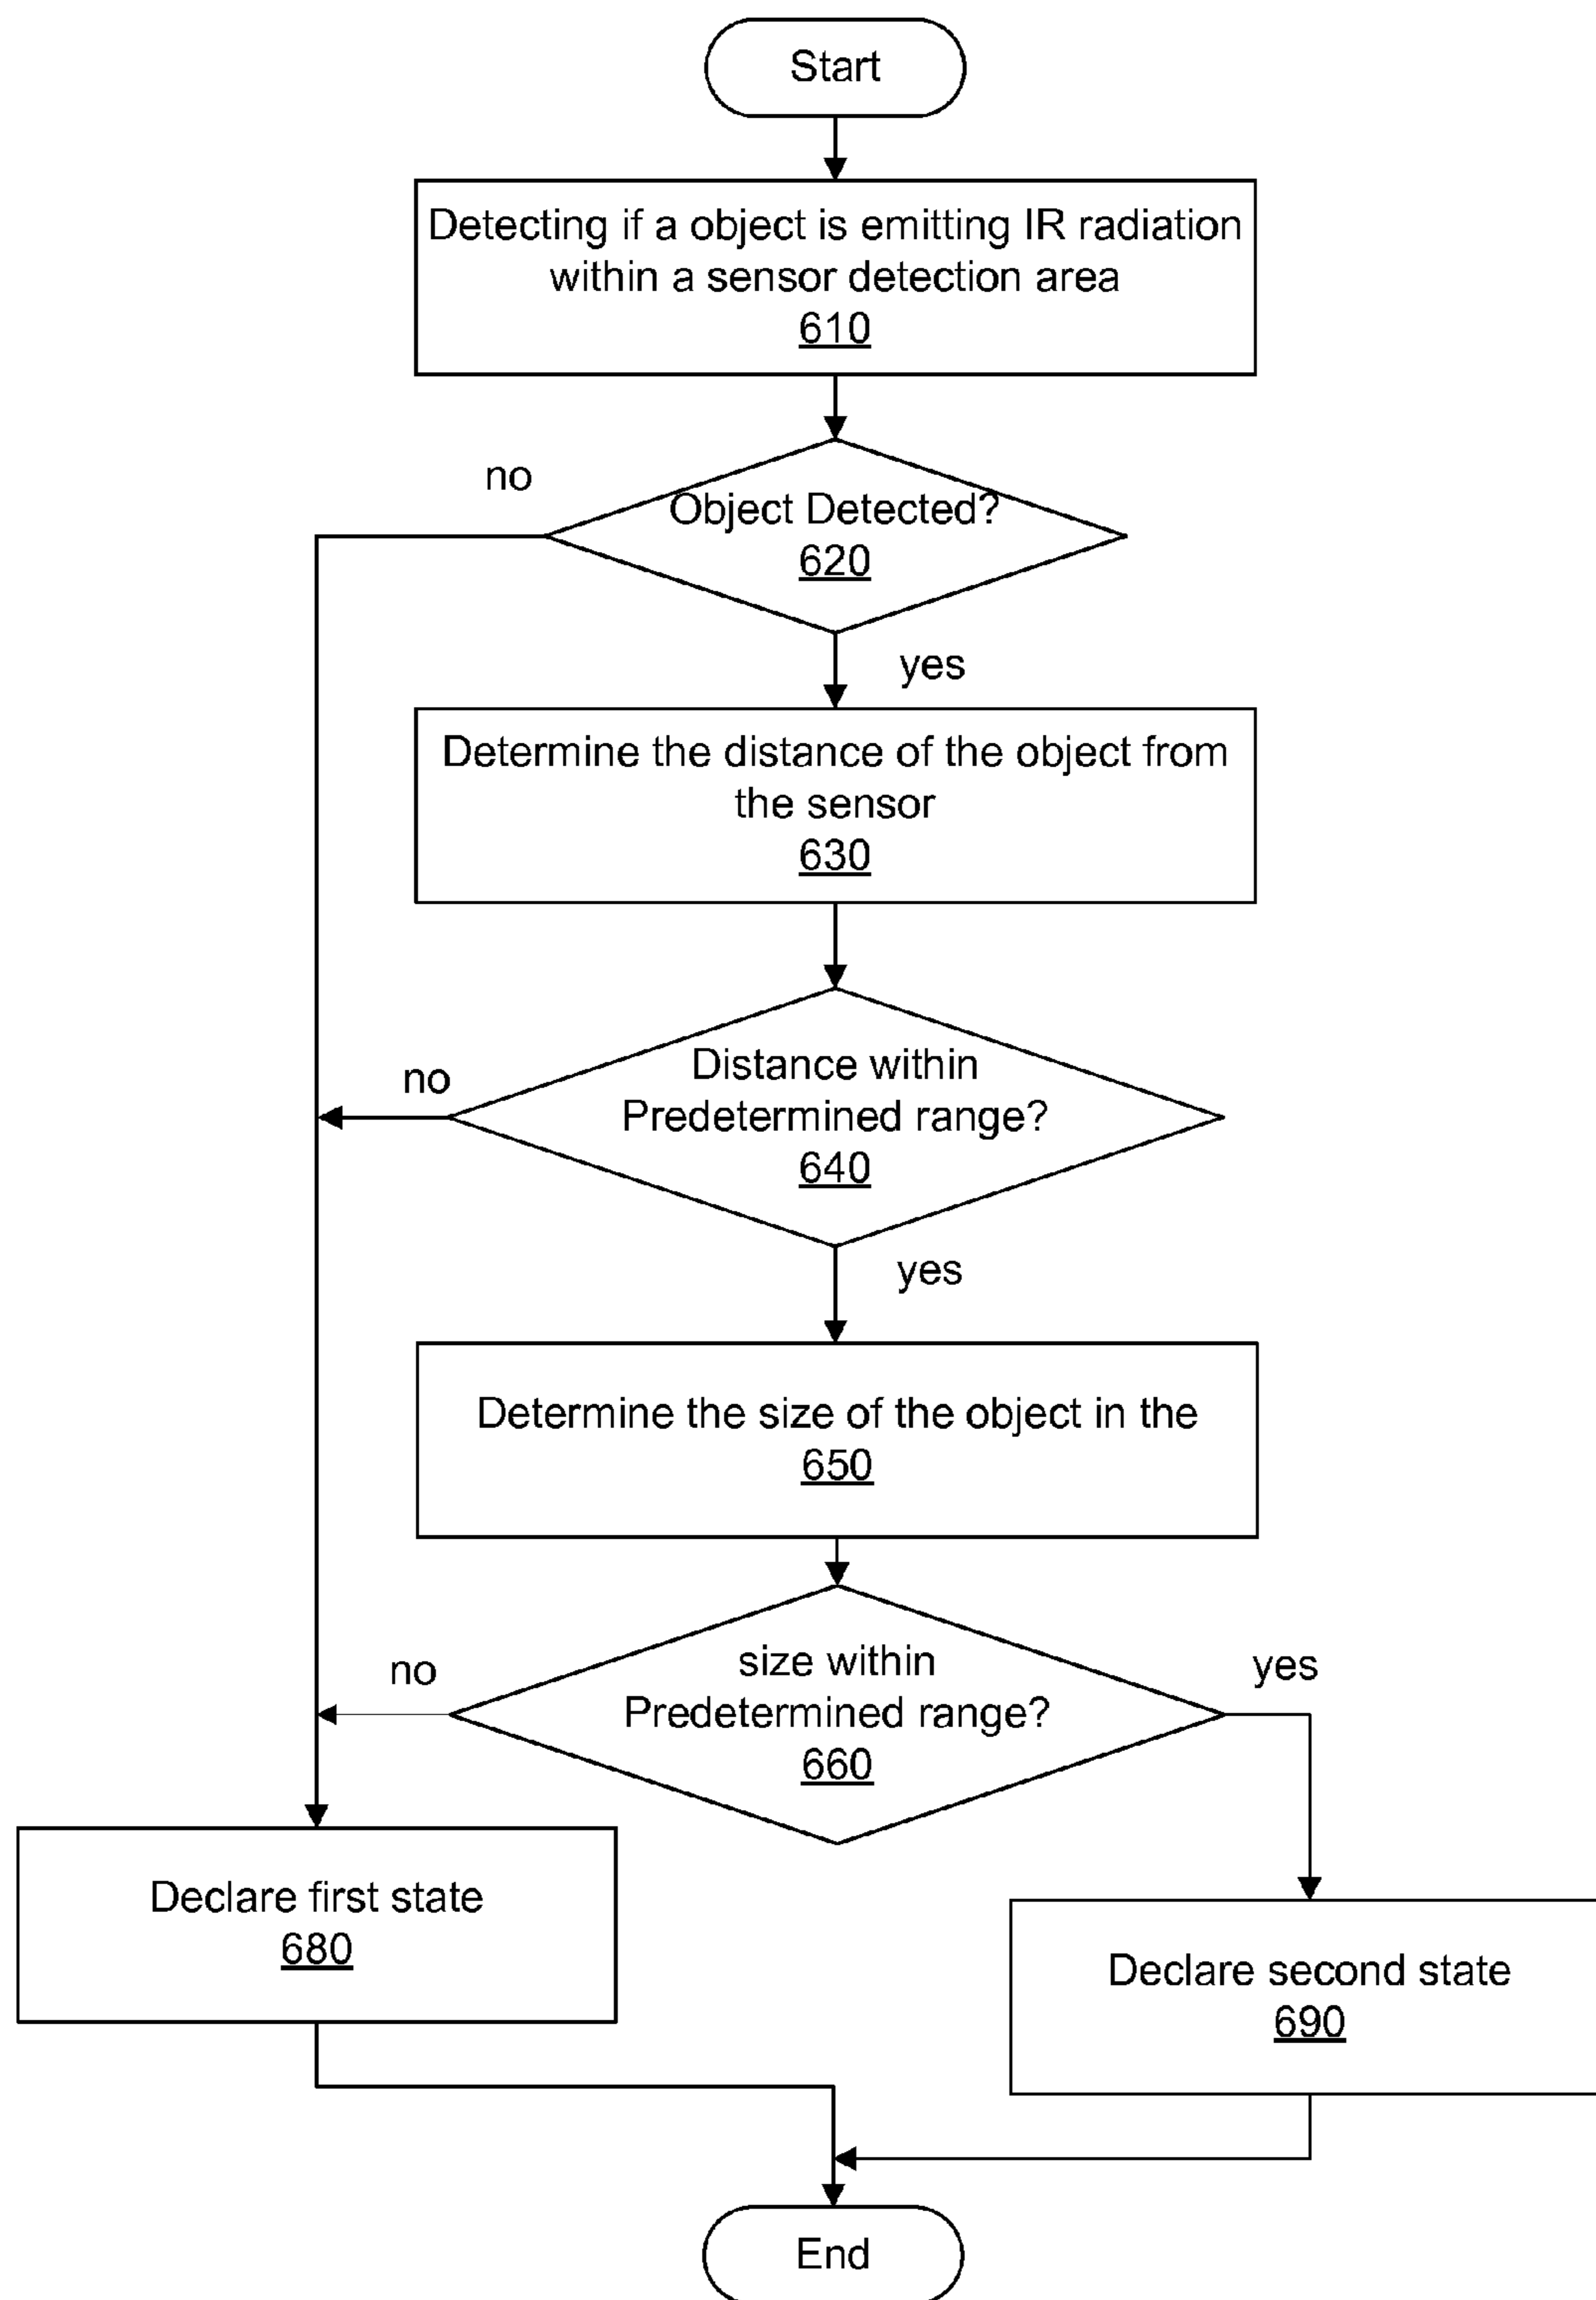 Start
Detecting if a object is emitting IR radiation
within a sensor detection area
610
no
Object Detected?
620
yes
Determine the distance of the object from
the sensor
630
no
Distance within
Predetermined range?
640
yes
Determine the size of the object in the
650
no
size within
Predetermined range?
660
yes
Declare first state
680
Declare second state
690
End